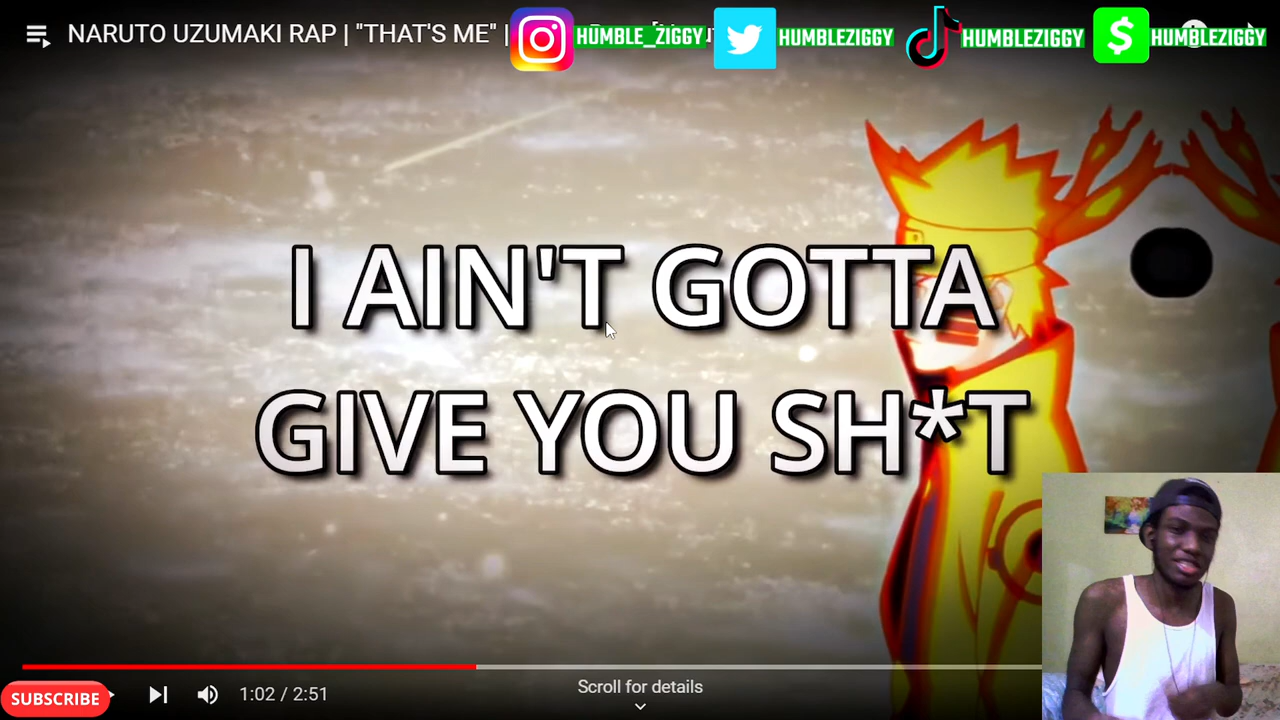 NARUTO UZUMAKI RAP | "THAT'S ME" |
HUMBLE_ZIGGY
HUMBLEZIGGY
HUMBLEZIGGY
HUMBLEZIGGY
I AIN'T GOTTA
GIVE YOU SH*T
SUBSCRIBE
1:02 / 2:51
Scroll for details